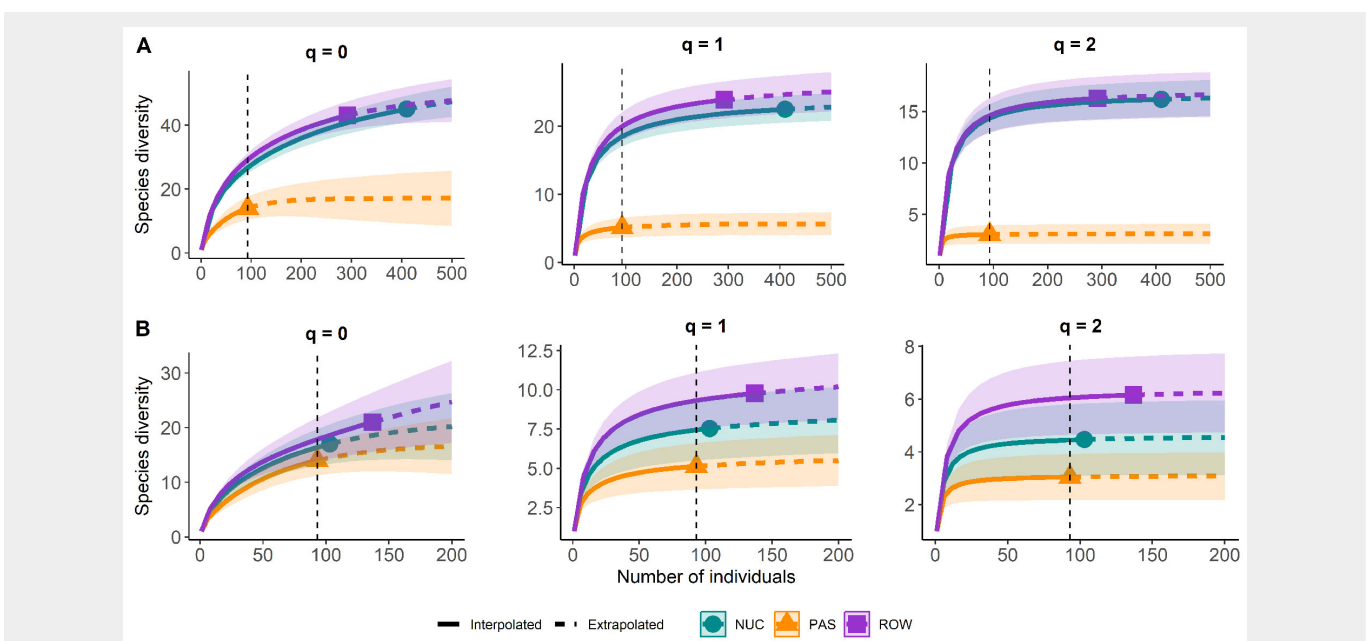 A
q = 0
q = 1
q = 2
Species diversity
40
20
0
0 100 200 300 400 500
20
10
0
0 100 200 300 400 500
15
10
5
0 100 200 300 400 500
B
q = 0
q = 1
q = 2
Species diversity
30
20
10
0
0 50 100 150 200
12.5
10.0
7.5
5.0
2.5
0 50 100 150 200
8
6
4
2
0 50 100 150 200
Number of individuals
Interpolated Extrapolated NUC PAS ROW